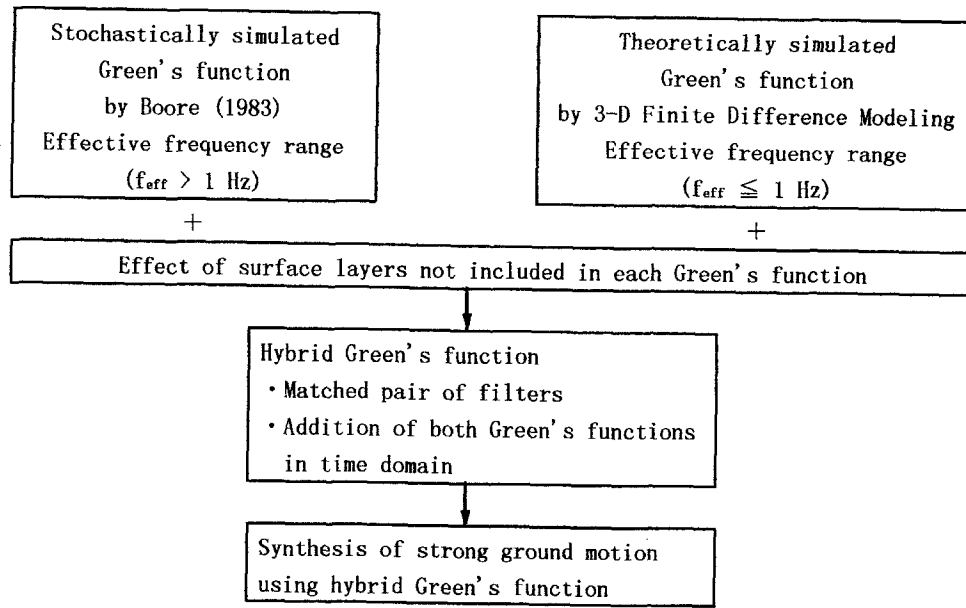 Stochastically simulated
Green's function
by Boore (1983)
Effective frequency range
(feff > 1 Hz)
+
Theoretically simulated
Green's function
by 3-D Finite Difference Modeling
Effective frequency range
(feff ≦ 1 Hz)
+
Effect of surface layers not included in each Green's function
Hybrid Green's function
・Matched pair of filters
・Addition of both Green's functions
in time domain
Synthesis of strong ground motion
using hybrid Green's function